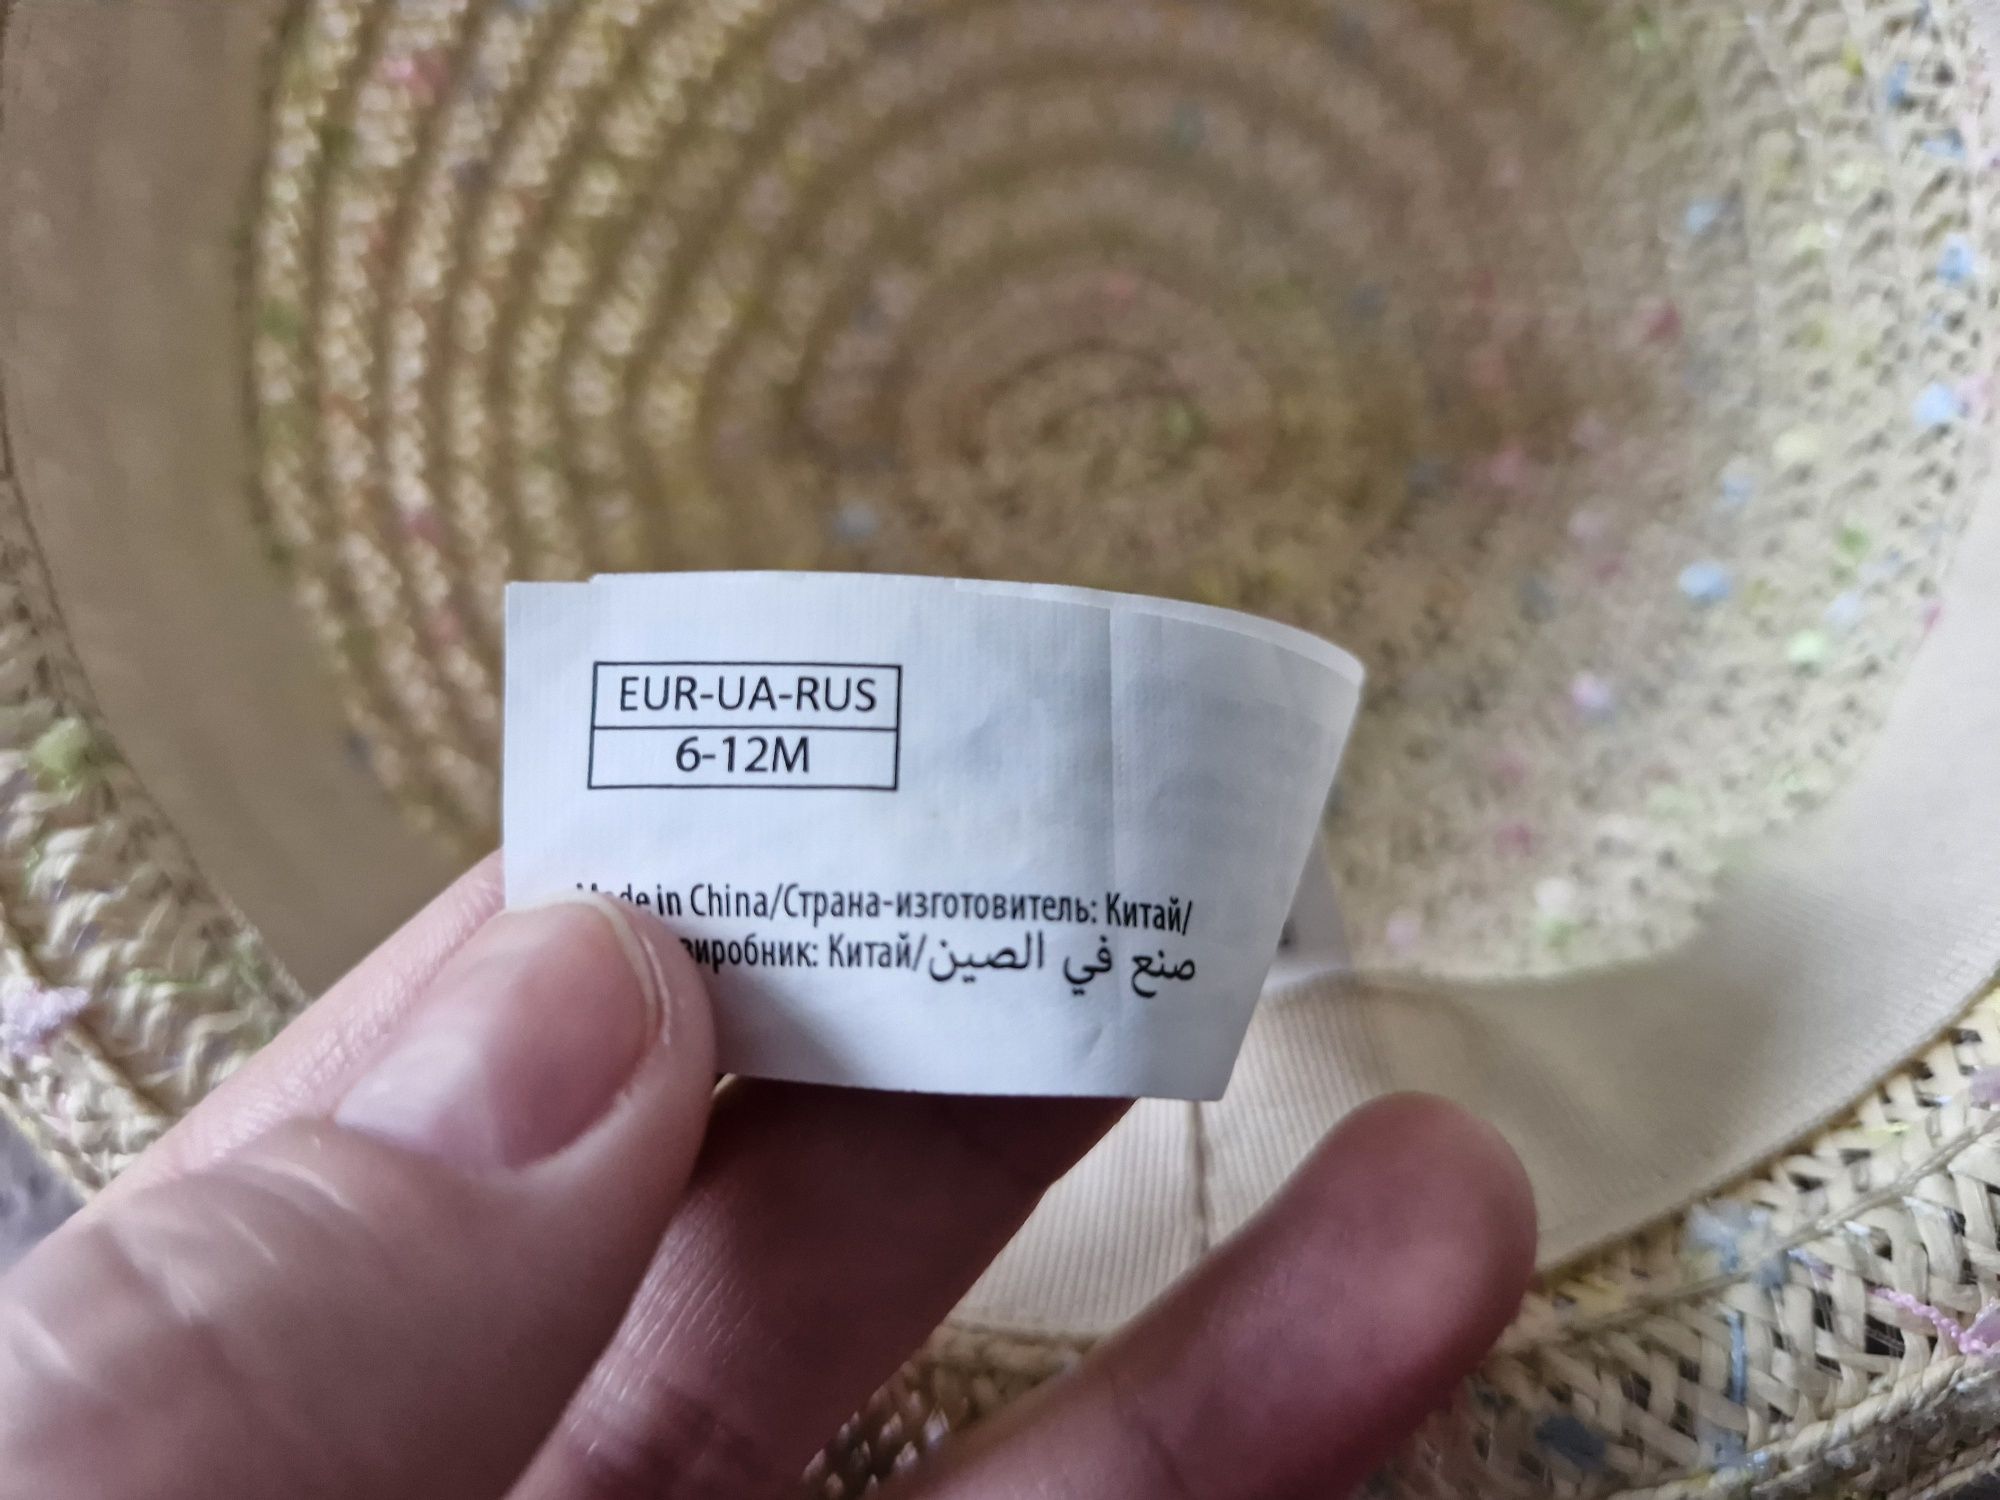 EUR-UA-RUS
6-12M
Made in China/Страна-изготовитель: Китай/
виробник: Китай/صنع في الصين